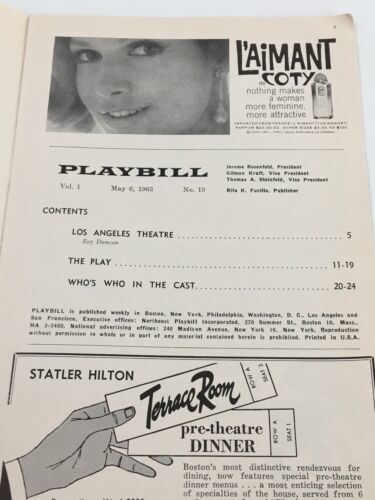 3
L'AIMANT
de COTY
nothing makes
a woman
more feminine,
more attractive
PLAYBILL
Jerome Rosenfeld, President
Gilman Kraft, Vice President
Thomas A. Steinfeld, Vice President
Rita K. Fucillo, Publisher
Vol. 1 May 6, 1963 No. 19
CONTENTS
LOS ANGELES THEATRE 5
Ray Duncan
THE PLAY 11-19
WHO'S WHO IN THE CAST 20-24
PLAYBILL is published weekly in Boston, New York, Philadelphia, Washington, D. C., Los Angeles and
San Francisco. Executive offices: Northeast Playbill Incorporated, 270 Summer St., Boston 10, Mass.,
HA 3-3400. National advertising offices: 240 Madison Avenue, New York 16, New York. Reproduction
without permission in whole or in part of any material contained herein is prohibited. Printed in U.S.A.
STATLER HILTON
Terrace Room
ROW A
SEAT 2
ROW A
SEAT 1
pre-theatre
DINNER
Boston's most distinctive rendezvous for
dining, now features special pre-theatre
dinner menus . . . a most enticing selection
of specialties of the house, served from 6